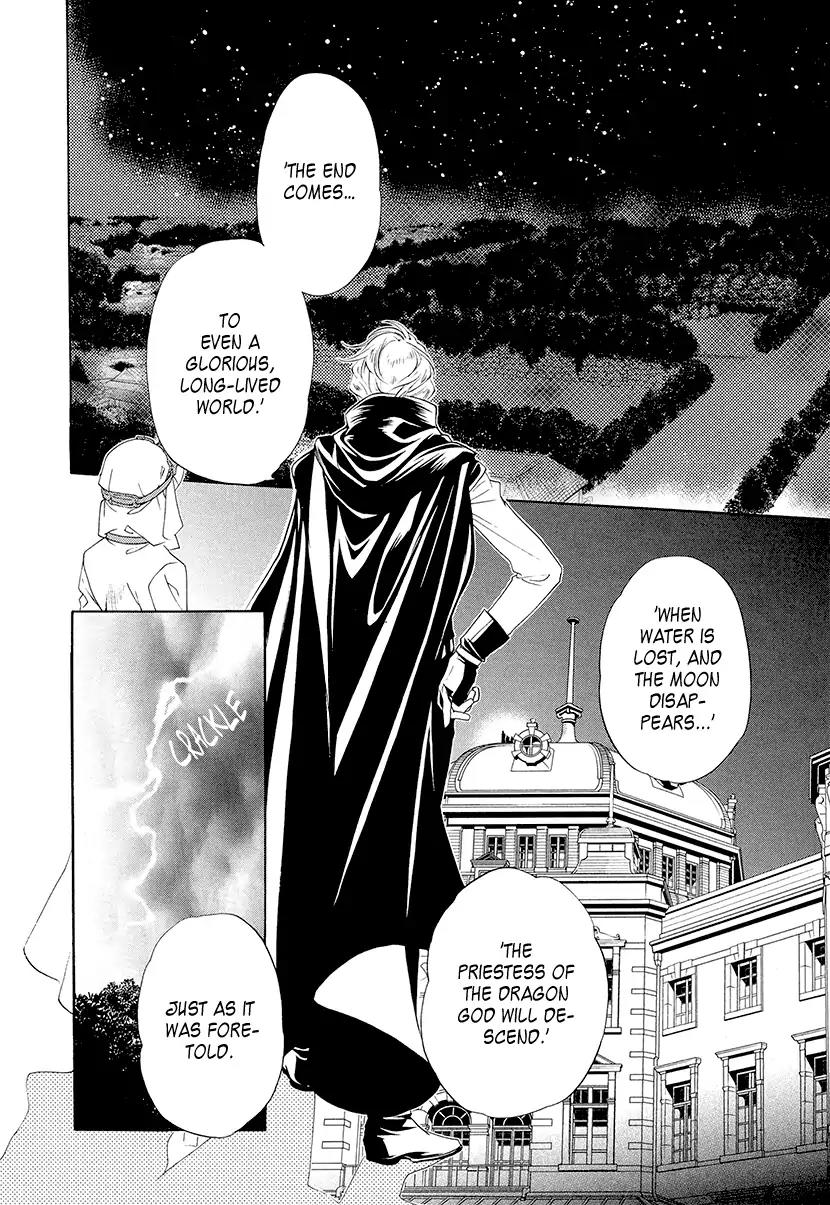 'THE END
COMES...
TO
EVEN A
GLORIOUS,
LONG-LIVED
WORLD.'
'WHEN
WATER IS
LOST, AND
THE MOON
DISAP-
PEARS...'
'THE
PRIESTESS OF
THE DRAGON
GOD WILL DE-
SCEND.'
CRACKLE
JUST AS IT
WAS FORE-
TOLD.